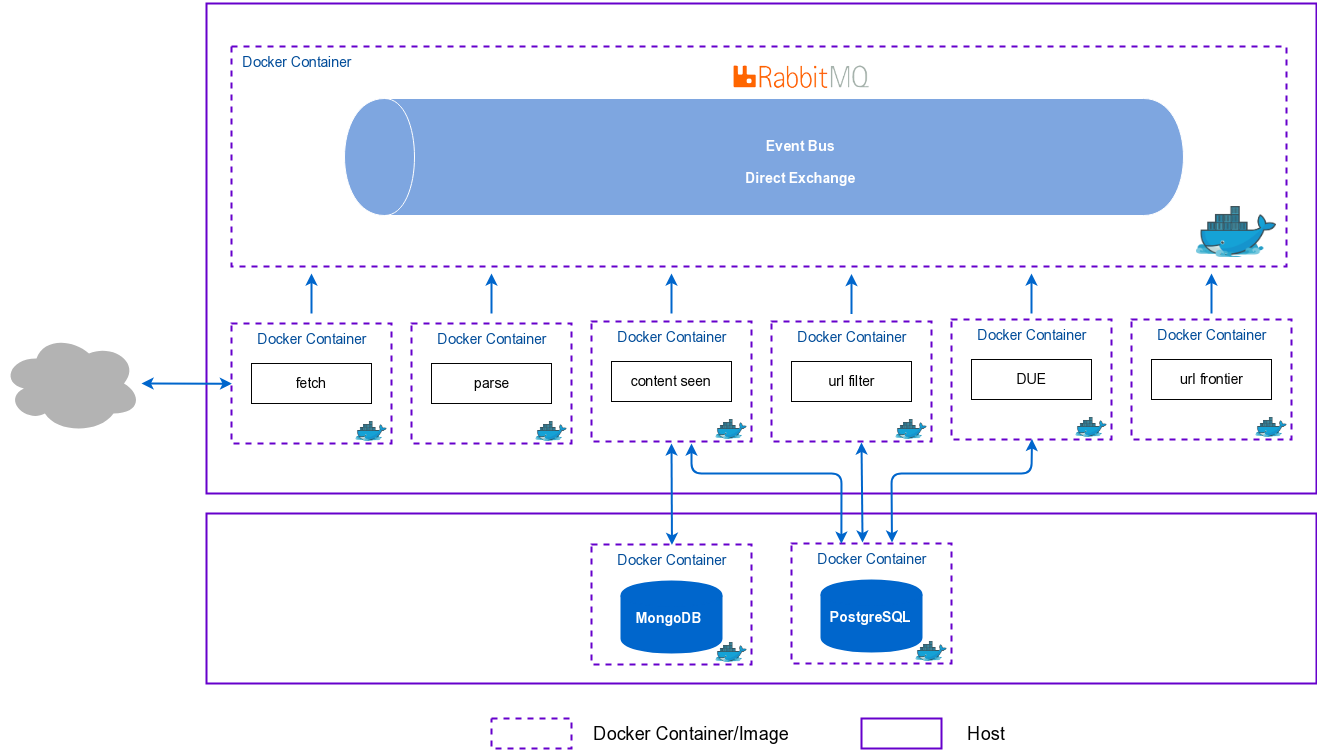 Docker Container
RabbitMQ
Event Bus
Direct Exchange
Docker Container
fetch
Docker Container
parse
Docker Container
content seen
Docker Container
url filter
Docker Container
DUE
Docker Container
url frontier
Docker Container
MongoDB
Docker Container
PostgreSQL
Docker Container/Image
Host